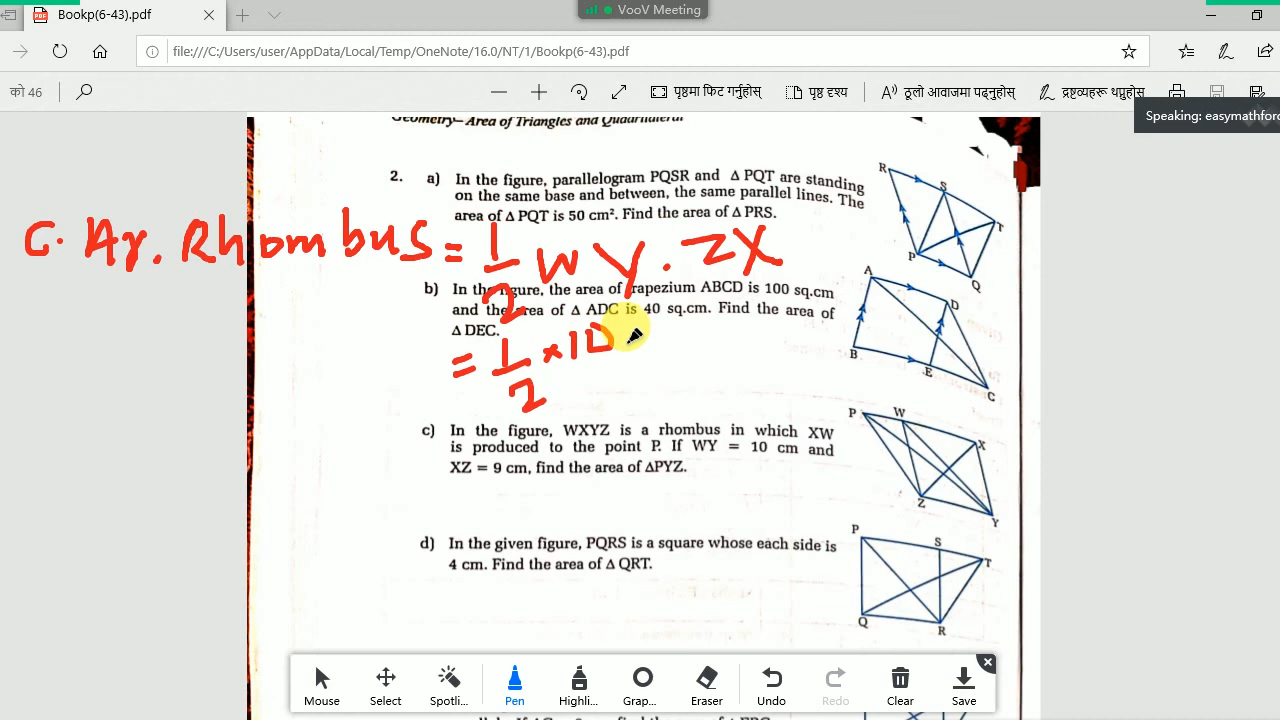 Bookp(6-43).pdf
VooV Meeting
file:///C:/Users/user/AppData/Local/Temp/OneNote/16.0/NT/1/Bookp(6-43).pdf
को 46
पृष्ठमा फिट गर्नुहोस्
पृष्ठ दृश्य
ठूलो आवाजमा पढ्नुहोस्
द्रष्टव्यहरू थप्नुहोस्
Speaking: easymathfor
Geometry–Area of Triangles and Quadrilateral
2. a) In the figure, parallelogram PQSR and Δ PQT are standing
on the same base and between, the same parallel lines. The
area of Δ PQT is 50 cm². Find the area of Δ PRS.
R S T P Q
C. Ar. Rhombus = 1/2 WY . ZX
b) In the figure, the area of trapezium ABCD is 100 sq.cm
and the area of Δ ADC is 40 sq.cm. Find the area of
Δ DEC.
A D B E C
= 1/2 × 10
c) In the figure, WXYZ is a rhombus in which XW
is produced to the point P. If WY = 10 cm and
XZ = 9 cm, find the area of ΔPYZ.
P W X Z Y
d) In the given figure, PQRS is a square whose each side is
4 cm. Find the area of Δ QRT.
P S T Q R
Mouse Select Spotli... Pen Highli... Grap... Eraser Undo Redo Clear Save